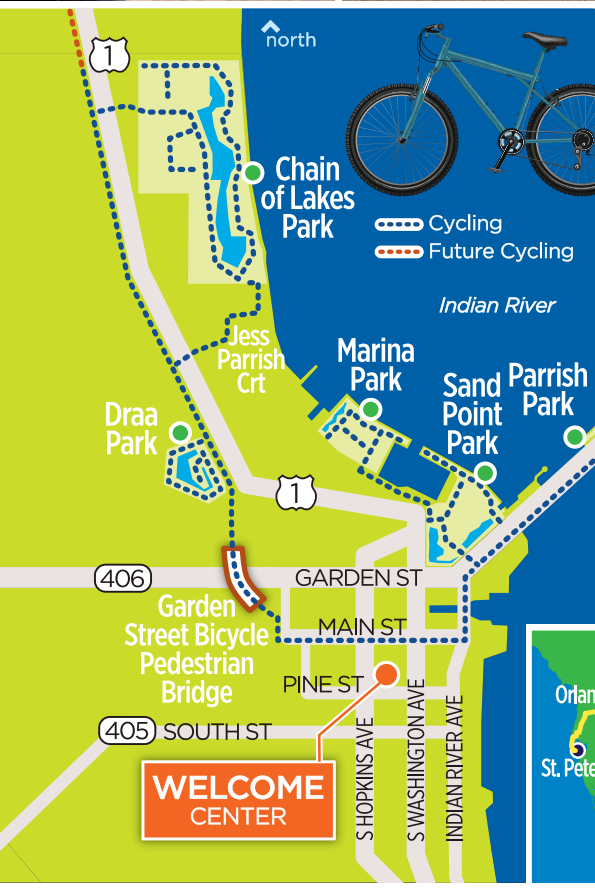 north
1
Chain
of Lakes
Park
Cycling
Future Cycling
Indian River
Jess
Parrish
Crt
Marina
Park
Sand
Point
Park
Parrish
Park
Draa
Park
1
406
GARDEN ST
Garden
Street Bicycle
Pedestrian
Bridge
MAIN ST
PINE ST
405
SOUTH ST
S HOPKINS AVE
S WASHINGTON AVE
INDIAN RIVER AVE
WELCOME
CENTER
Orlan
St. Pete